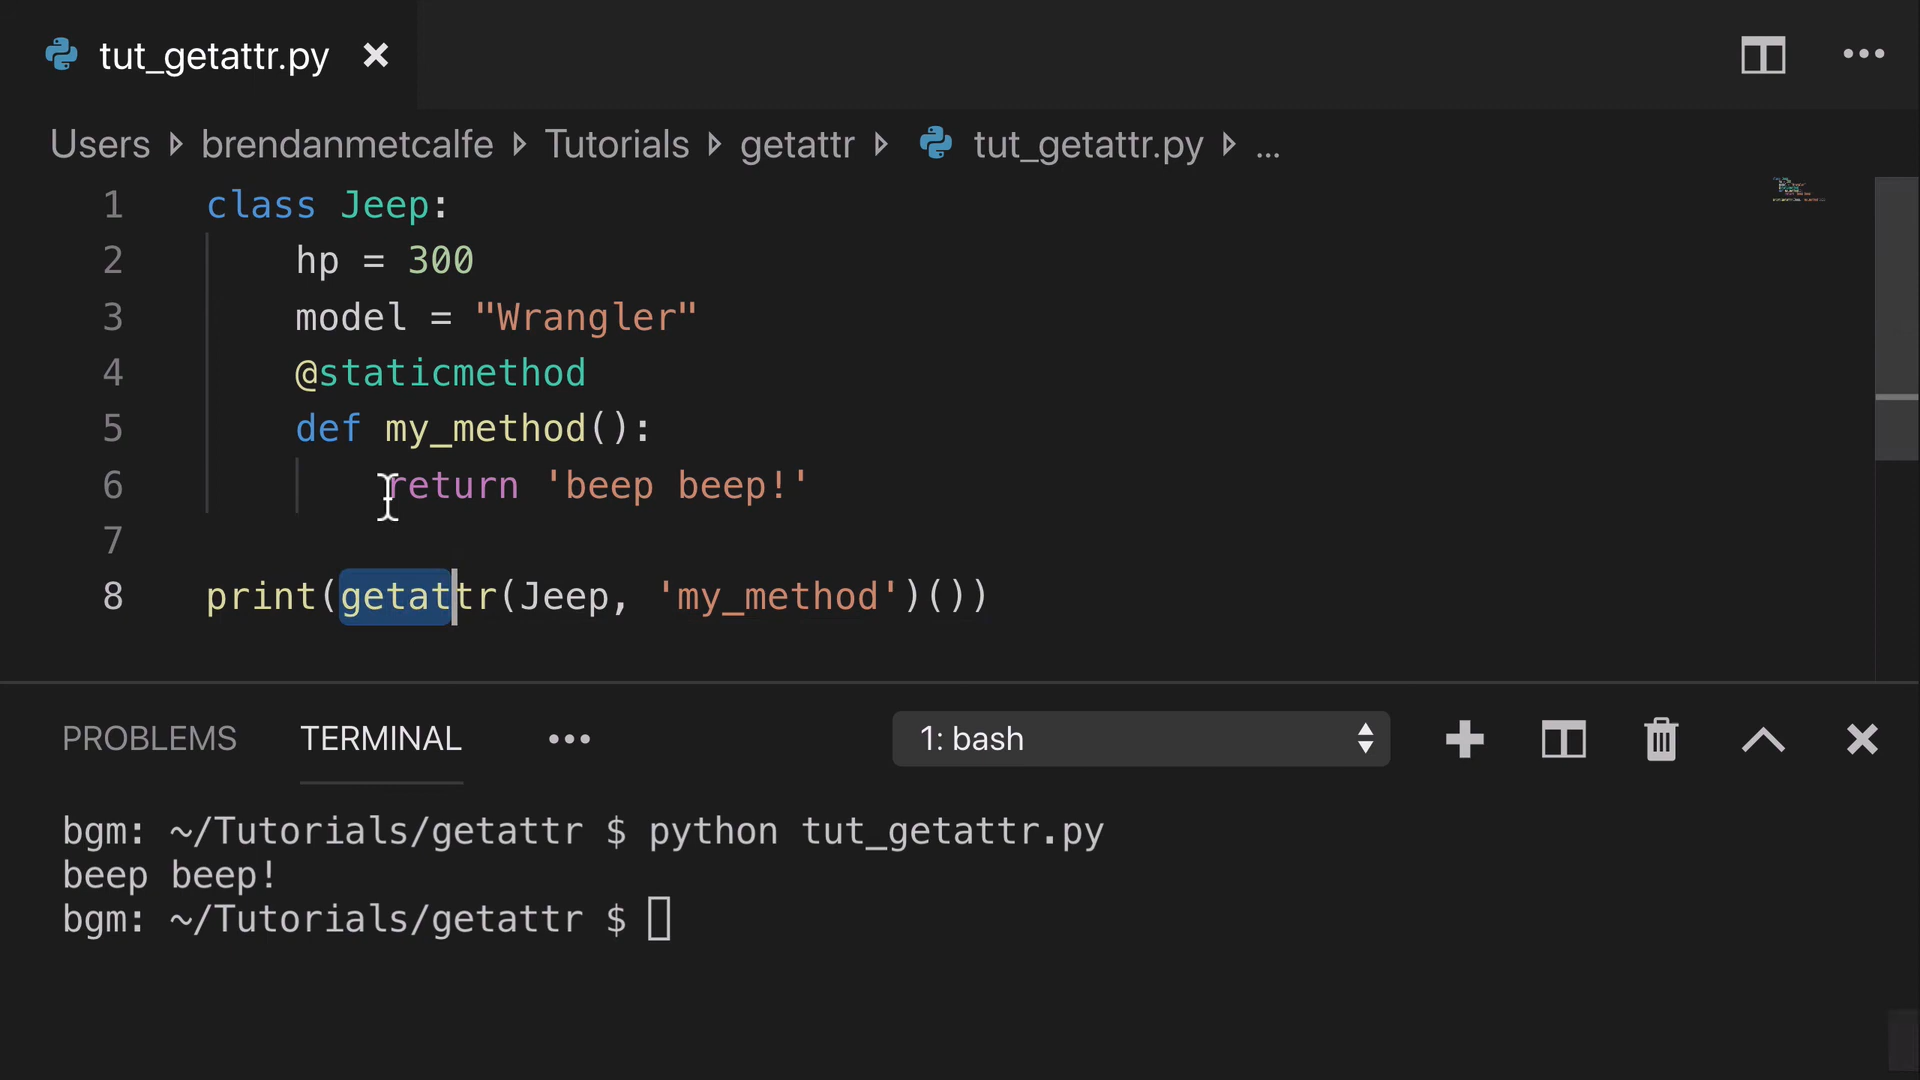 tut_getattr.py
Users brendanmetcalfe Tutorials getattr tut_getattr.py ...
1 class Jeep:
2 hp = 300
3 model = "Wrangler"
4 @staticmethod
5 def my_method():
6 return 'beep beep!'
7
8 print(getattr(Jeep, 'my_method')())
PROBLEMS TERMINAL 1: bash
bgm: ~/Tutorials/getattr $ python tut_getattr.py
beep beep!
bgm: ~/Tutorials/getattr $